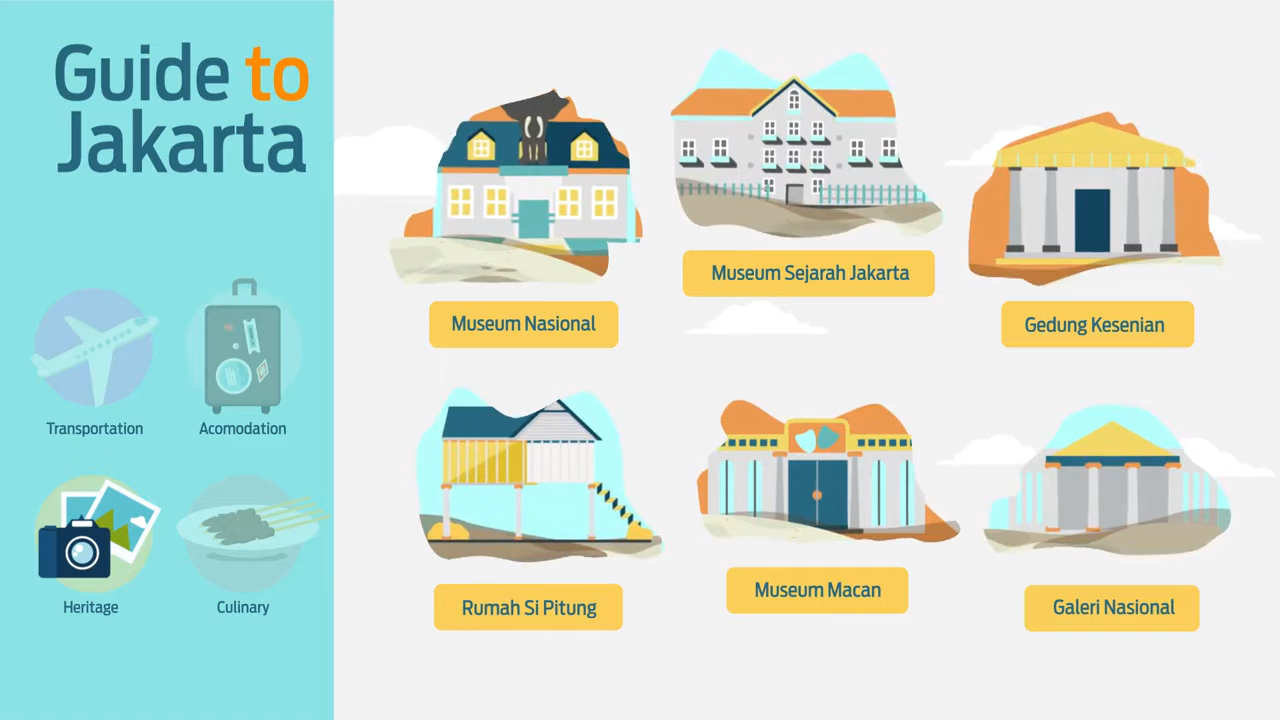 Guide to
Jakarta
Transportation
Acomodation
Heritage
Culinary
Museum Nasional
Museum Sejarah Jakarta
Gedung Kesenian
Rumah Si Pitung
Museum Macan
Galeri Nasional